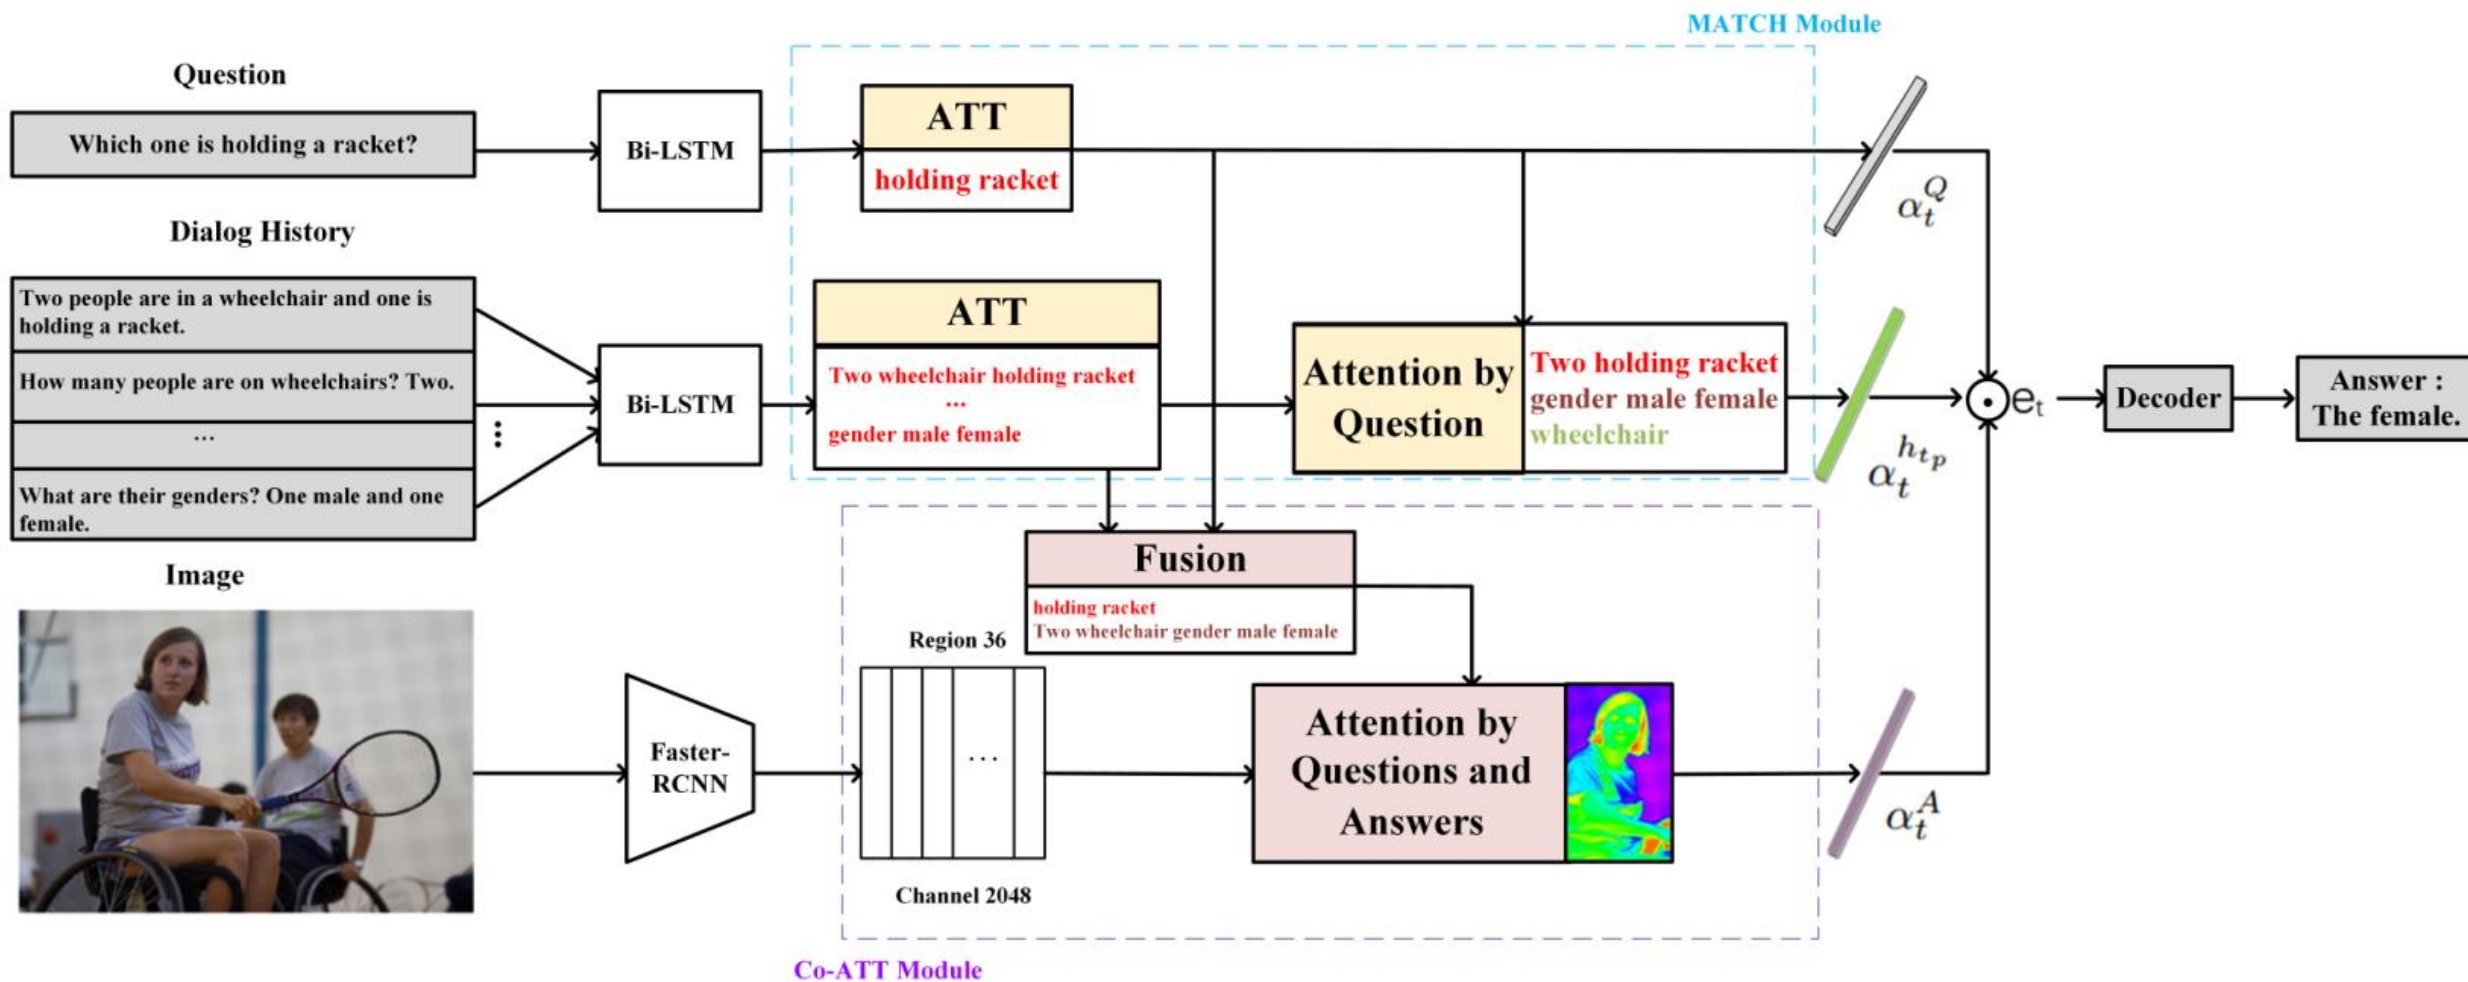 MATCH Module
Question
Which one is holding a racket?
Bi-LSTM
ATT
holding racket
α_t^Q
Dialog History
Two people are in a wheelchair and one is
holding a racket.
How many people are on wheelchairs? Two.
...
What are their genders? One male and one
female.
⋮
Bi-LSTM
ATT
Two wheelchair holding racket
...
gender male female
Attention by
Question
Two holding racket
gender male female
wheelchair
α_t^{h_{tp}}
e_t
Decoder
Answer :
The female.
Image
Fusion
holding racket
Two wheelchair gender male female
Region 36
Faster-
RCNN
...
Channel 2048
Attention by
Questions and
Answers
α_t^A
Co-ATT Module